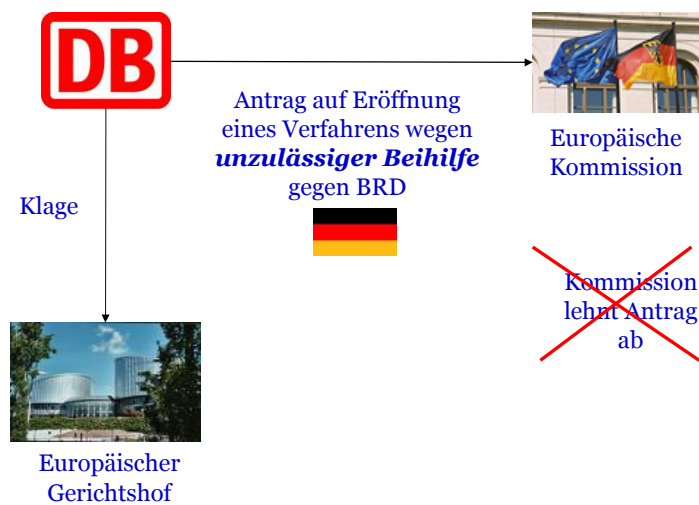 DB
Antrag auf Eröffnung
eines Verfahrens wegen
unzulässiger Beihilfe
gegen BRD
Europäische
Kommission
Klage
Kommission
lehnt Antrag
ab
Europäischer
Gerichtshof